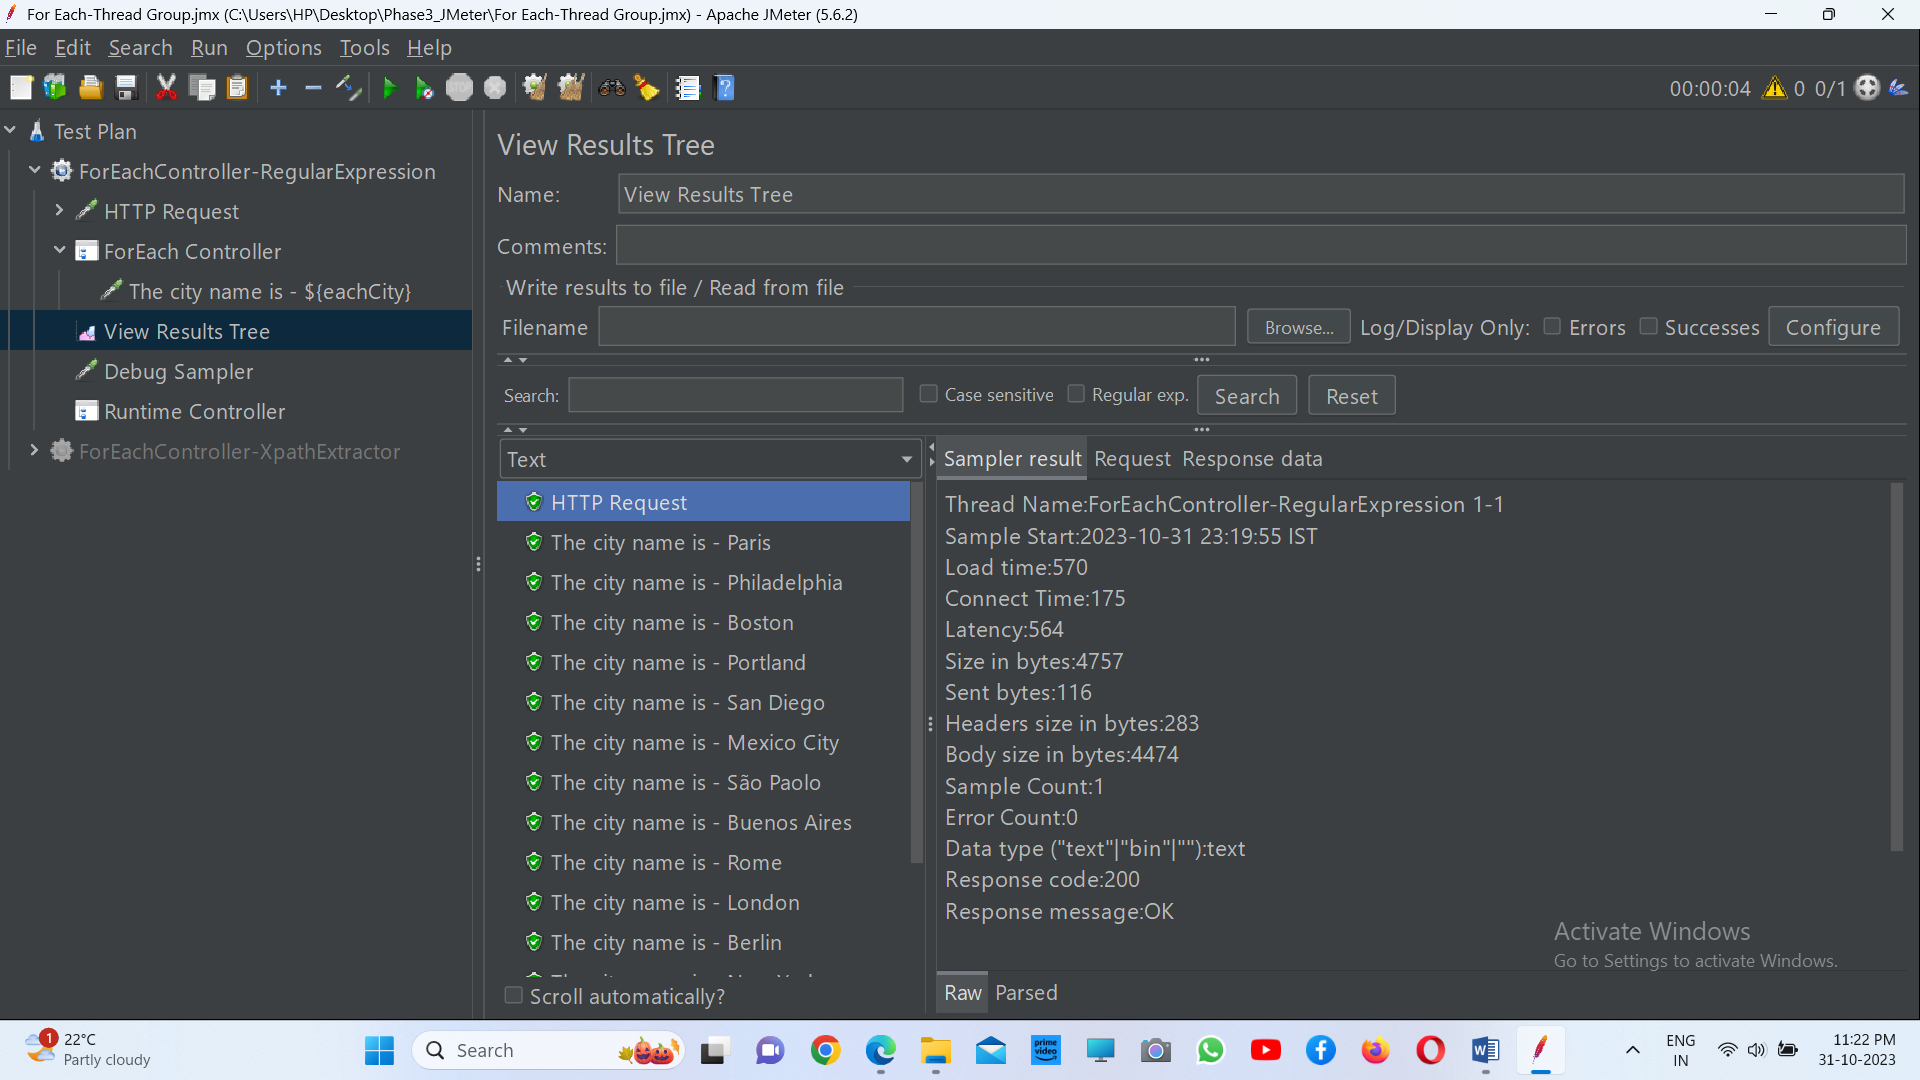 For Each-Thread Group.jmx (C:\Users\HP\Desktop\Phase3_JMeter\For Each-Thread Group.jmx) - Apache JMeter (5.6.2)
File Edit Search Run Options Tools Help
STOP
?
00:00:04 0 0/1
Test Plan
ForEachController-RegularExpression
HTTP Request
ForEach Controller
The city name is - ${eachCity}
View Results Tree
Debug Sampler
Runtime Controller
ForEachController-XpathExtractor
View Results Tree
Name: View Results Tree
Comments:
Write results to file / Read from file
Filename Browse... Log/Display Only: Errors Successes Configure
Search: Case sensitive Regular exp. Search Reset
Text
HTTP Request
The city name is - Paris
The city name is - Philadelphia
The city name is - Boston
The city name is - Portland
The city name is - San Diego
The city name is - Mexico City
The city name is - São Paolo
The city name is - Buenos Aires
The city name is - Rome
The city name is - London
The city name is - Berlin
Scroll automatically?
Sampler result Request Response data
Thread Name:ForEachController-RegularExpression 1-1
Sample Start:2023-10-31 23:19:55 IST
Load time:570
Connect Time:175
Latency:564
Size in bytes:4757
Sent bytes:116
Headers size in bytes:283
Body size in bytes:4474
Sample Count:1
Error Count:0
Data type ("text"|"bin"|""):text
Response code:200
Response message:OK
Raw Parsed
Activate Windows
Go to Settings to activate Windows.
1
22°C
Partly cloudy
Search
prime video
ENG
IN
11:22 PM
31-10-2023